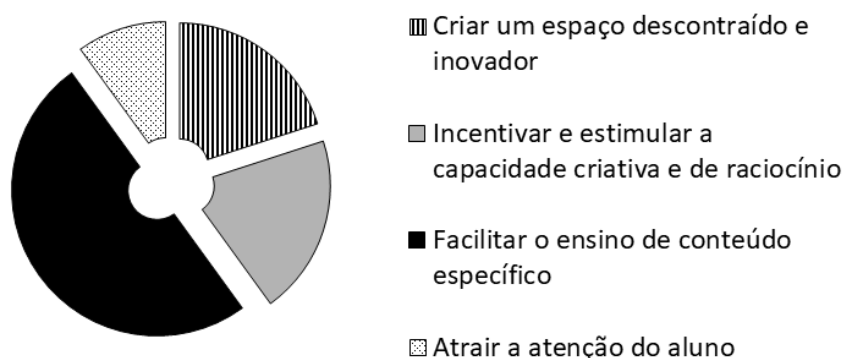 Criar um espaço descontraído e
inovador
Incentivar e estimular a
capacidade criativa e de raciocínio
Facilitar o ensino de conteúdo
específico
Atrair a atenção do aluno